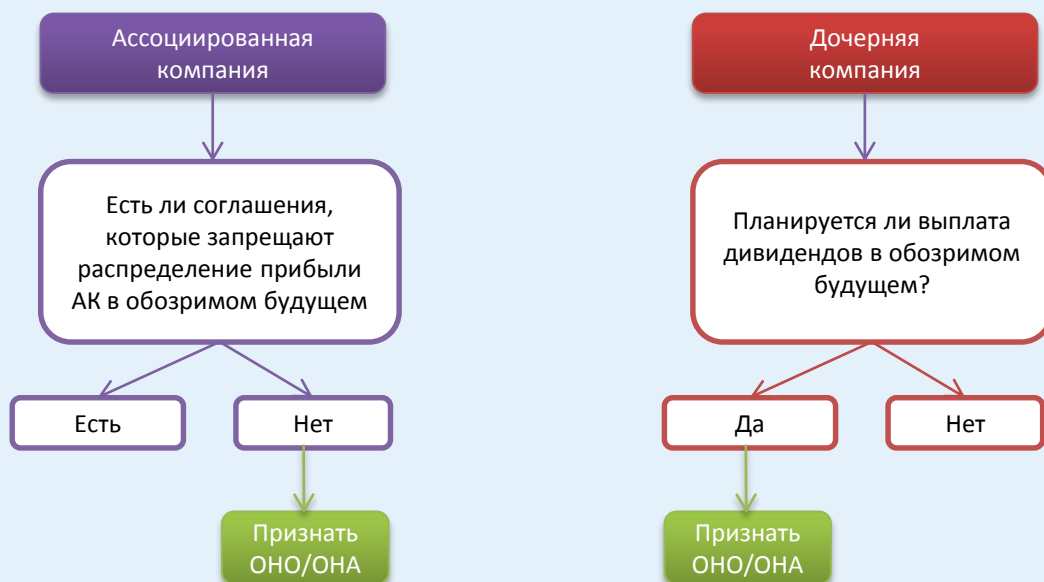 Ассоциированная
компания
Есть ли соглашения,
которые запрещают
распределение прибыли
АК в обозримом будущем
Есть
Нет
Признать
ОНО/ОНА
Дочерняя
компания
Планируется ли выплата
дивидендов в обозримом
будущем?
Да
Нет
Признать
ОНО/ОНА